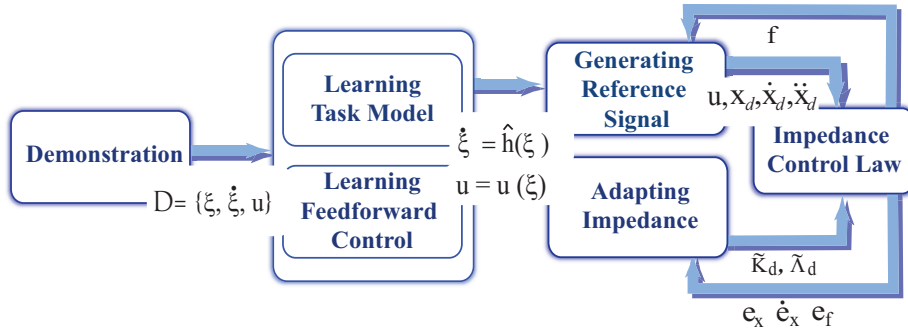 Demonstration
D= {ξ, ξ̇, u}
Learning
Task Model
Learning
Feedforward
Control
ξ̇ = ĥ(ξ )
u = u (ξ)
Generating
Reference
Signal
Adapting
Impedance
f
u, x_d, ẋ_d, ẍ_d
Impedance
Control Law
K̃_d, Λ̃_d
e_x ė_x e_f